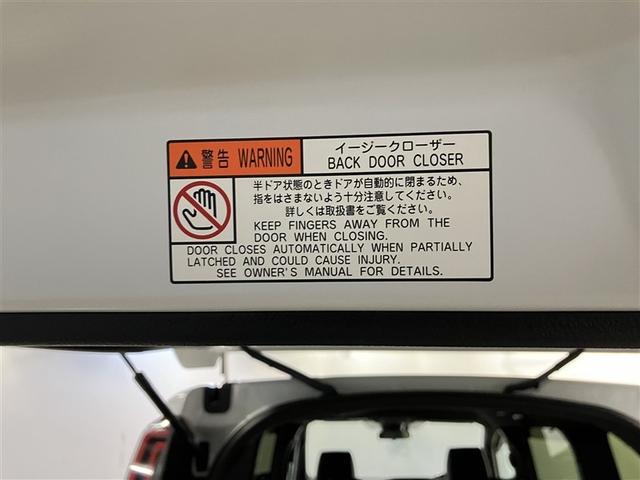 警告 WARNING
イージークローザー
BACK DOOR CLOSER
半ドア状態のときドアが自動的に閉まるため、
指をはさまないよう十分注意してください。
詳しくは取扱書をご覧ください。
KEEP FINGERS AWAY FROM THE
DOOR WHEN CLOSING.
DOOR CLOSES AUTOMATICALLY WHEN PARTIALLY
LATCHED AND COULD CAUSE INJURY.
SEE OWNER'S MANUAL FOR DETAILS.